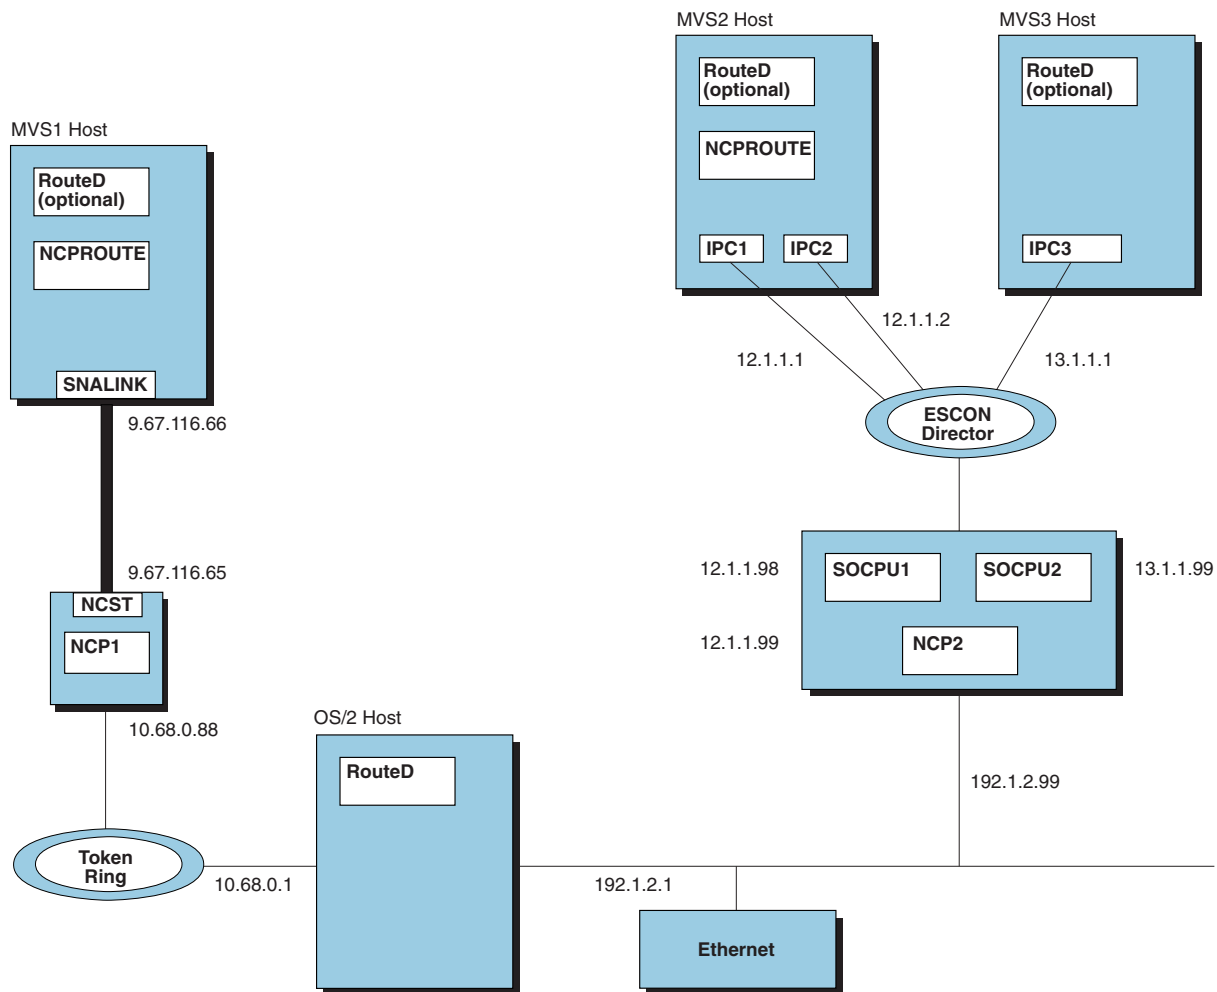 MVS2 Host
MVS3 Host
RouteD
(optional)
RouteD
(optional)
MVS1 Host
NCPROUTE
RouteD
(optional)
NCPROUTE
IPC1
IPC2
IPC3
12.1.1.2
12.1.1.1
13.1.1.1
SNALINK
9.67.116.66
ESCON
Director
9.67.116.65
12.1.1.98
SOCPU1
SOCPU2
13.1.1.99
NCST
NCP1
12.1.1.99
NCP2
10.68.0.88
OS/2 Host
RouteD
192.1.2.99
Token
Ring
10.68.0.1
192.1.2.1
Ethernet